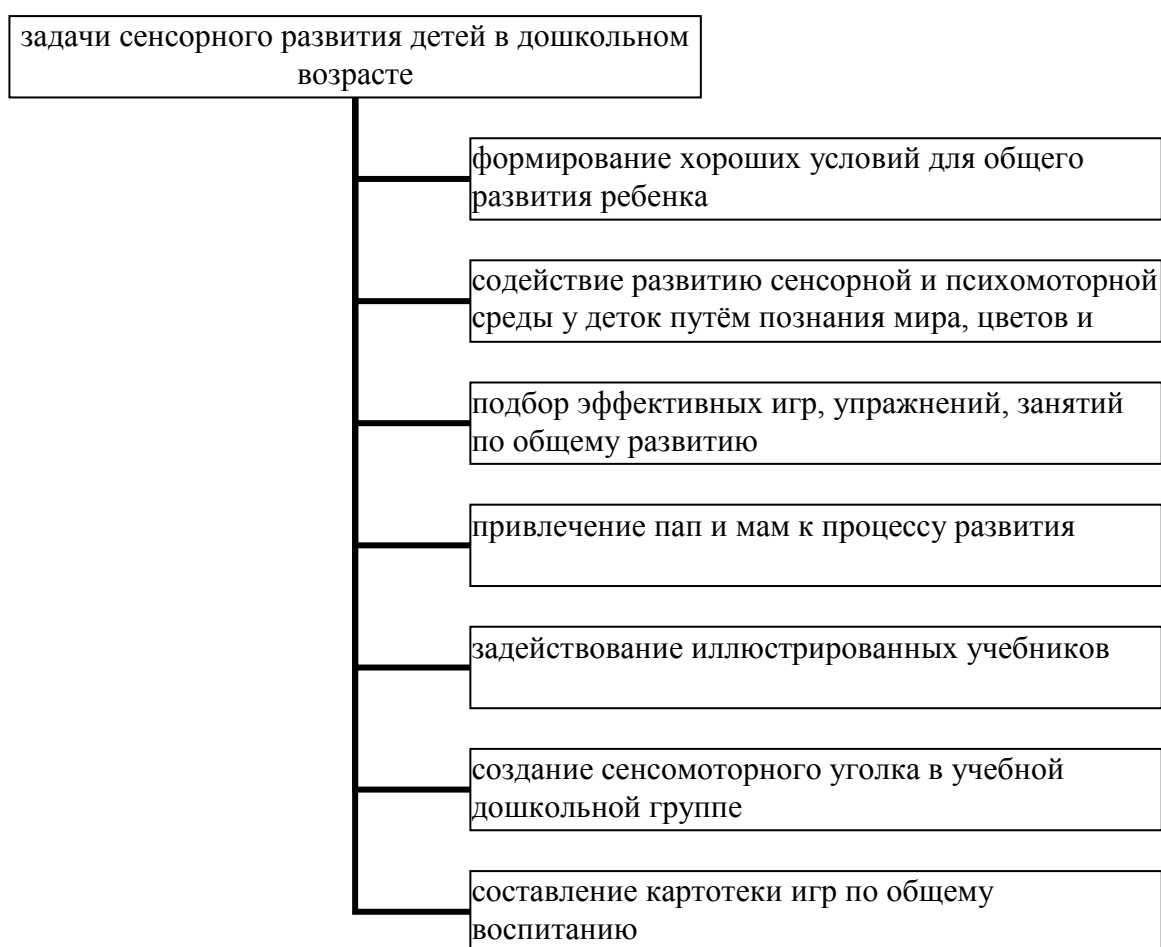 задачи сенсорного развития детей в дошкольном
возрасте
формирование хороших условий для общего
развития ребенка
содействие развитию сенсорной и психомоторной
среды у деток путём познания мира, цветов и
подбор эффективных игр, упражнений, занятий
по общему развитию
привлечение пап и мам к процессу развития
задействование иллюстрированных учебников
создание сенсомоторного уголка в учебной
дошкольной группе
составление картотеки игр по общему
воспитанию